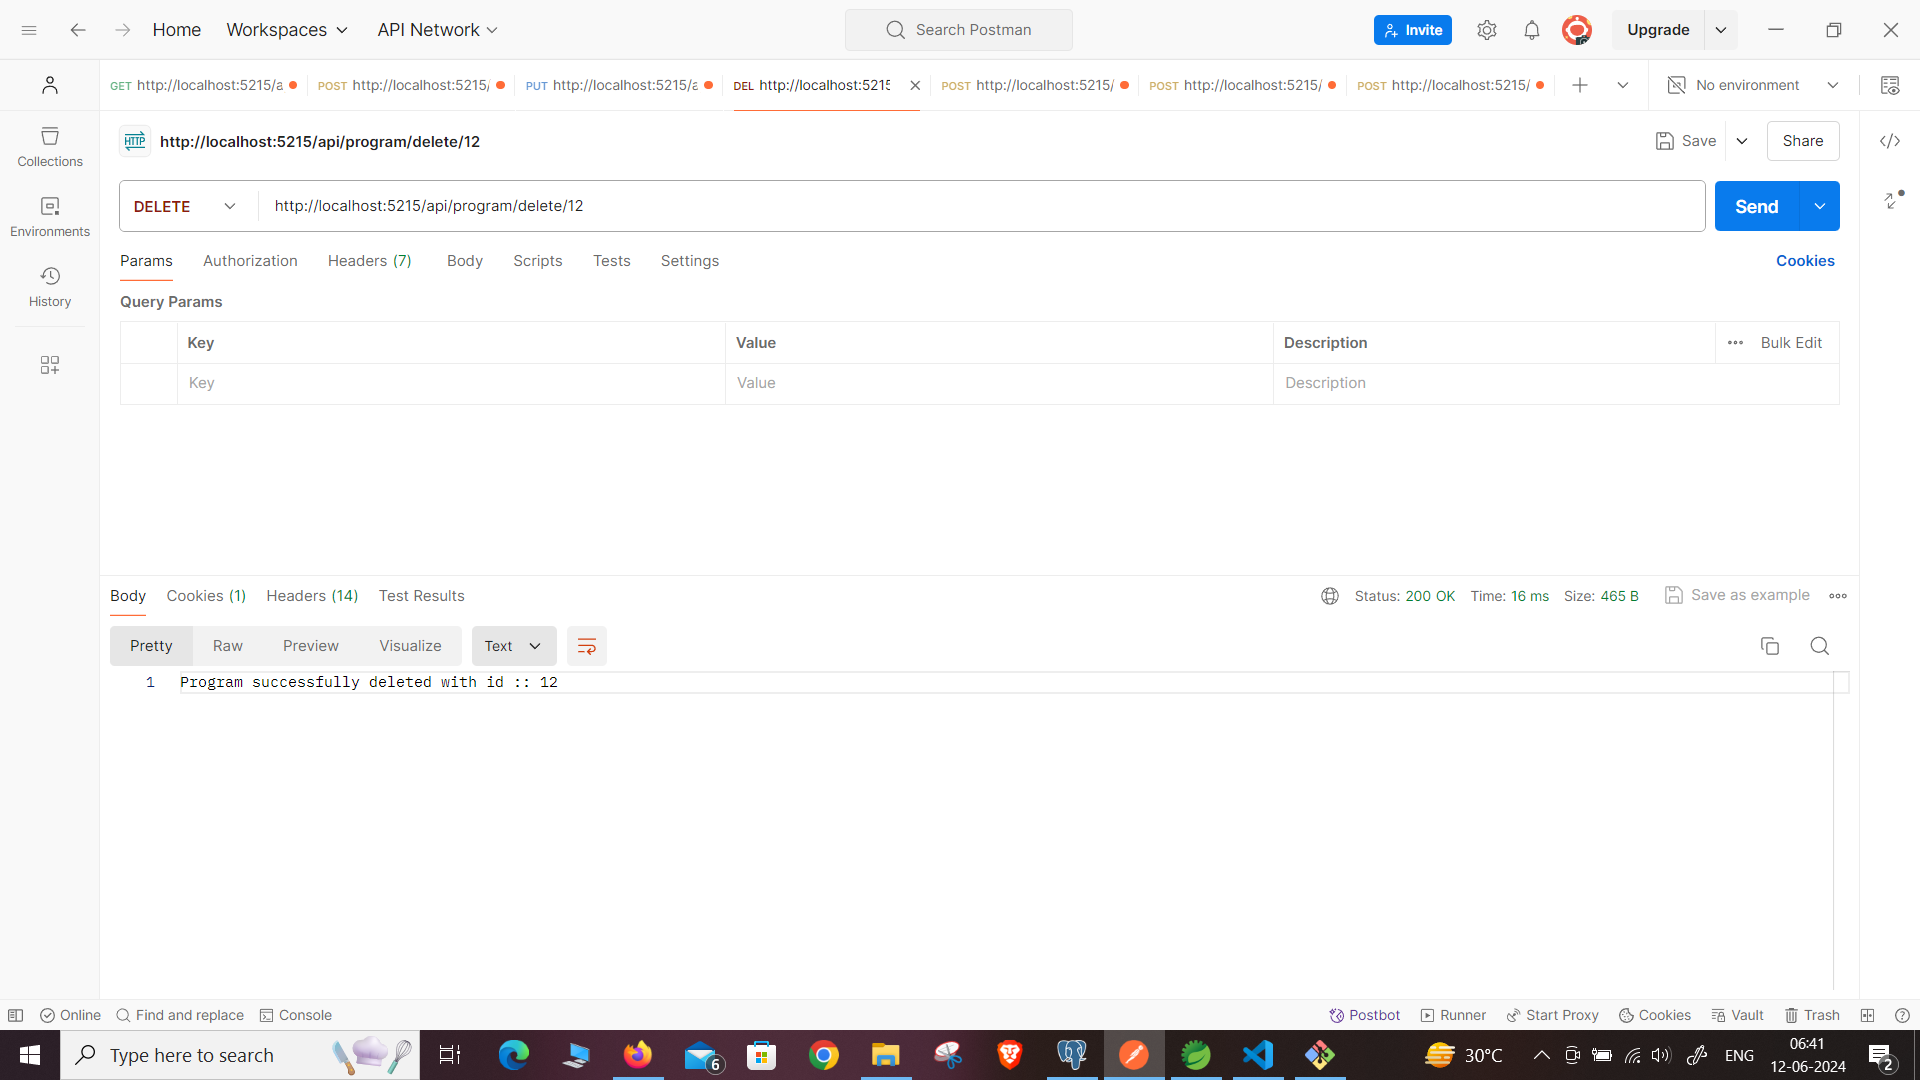 Home Workspaces API Network Search Postman Invite Upgrade
GET http://localhost:5215/a POST http://localhost:5215/ PUT http://localhost:5215/a DEL http://localhost:5215 POST http://localhost:5215/ POST http://localhost:5215/ POST http://localhost:5215/ No environment
HTTP http://localhost:5215/api/program/delete/12 Save Share
Collections
DELETE http://localhost:5215/api/program/delete/12 Send
Environments
Params Authorization Headers (7) Body Scripts Tests Settings Cookies
History
Query Params
Key Value Description Bulk Edit
Key Value Description
Body Cookies (1) Headers (14) Test Results Status: 200 OK Time: 16 ms Size: 465 B Save as example
Pretty Raw Preview Visualize Text
1 Program successfully deleted with id :: 12
Online Find and replace Console Postbot Runner Start Proxy Cookies Vault Trash
Type here to search 6 30°C ENG 06:41
12-06-2024 2